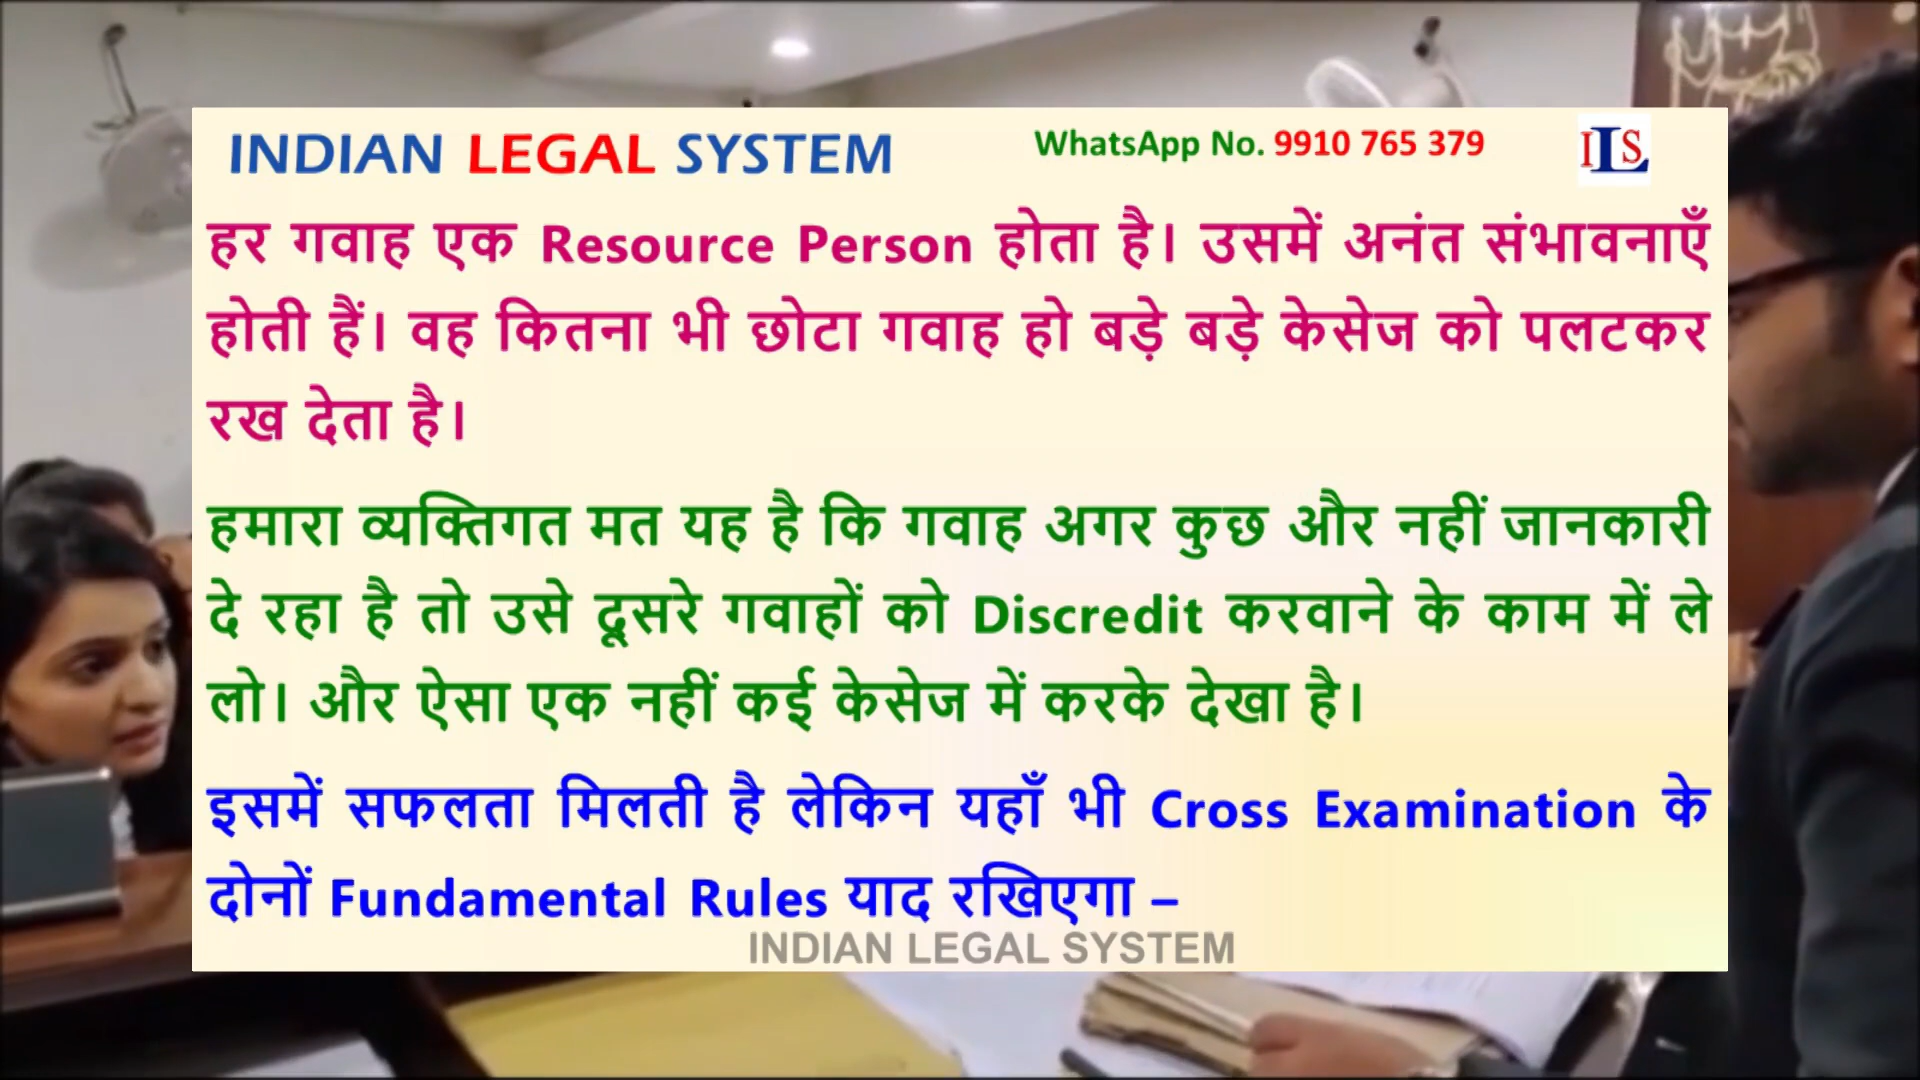 INDIAN LEGAL SYSTEM
WhatsApp No. 9910 765 379
ILS
हर गवाह एक Resource Person होता है। उसमें अनंत संभावनाएँ
होती हैं। वह कितना भी छोटा गवाह हो बड़े बड़े केसेज को पलटकर
रख देता है।
हमारा व्यक्तिगत मत यह है कि गवाह अगर कुछ और नहीं जानकारी
दे रहा है तो उसे दूसरे गवाहों को Discredit करवाने के काम में ले
लो। और ऐसा एक नहीं कई केसेज में करके देखा है।
इसमें सफलता मिलती है लेकिन यहाँ भी Cross Examination के
दोनों Fundamental Rules याद रखिएगा –
INDIAN LEGAL SYSTEM